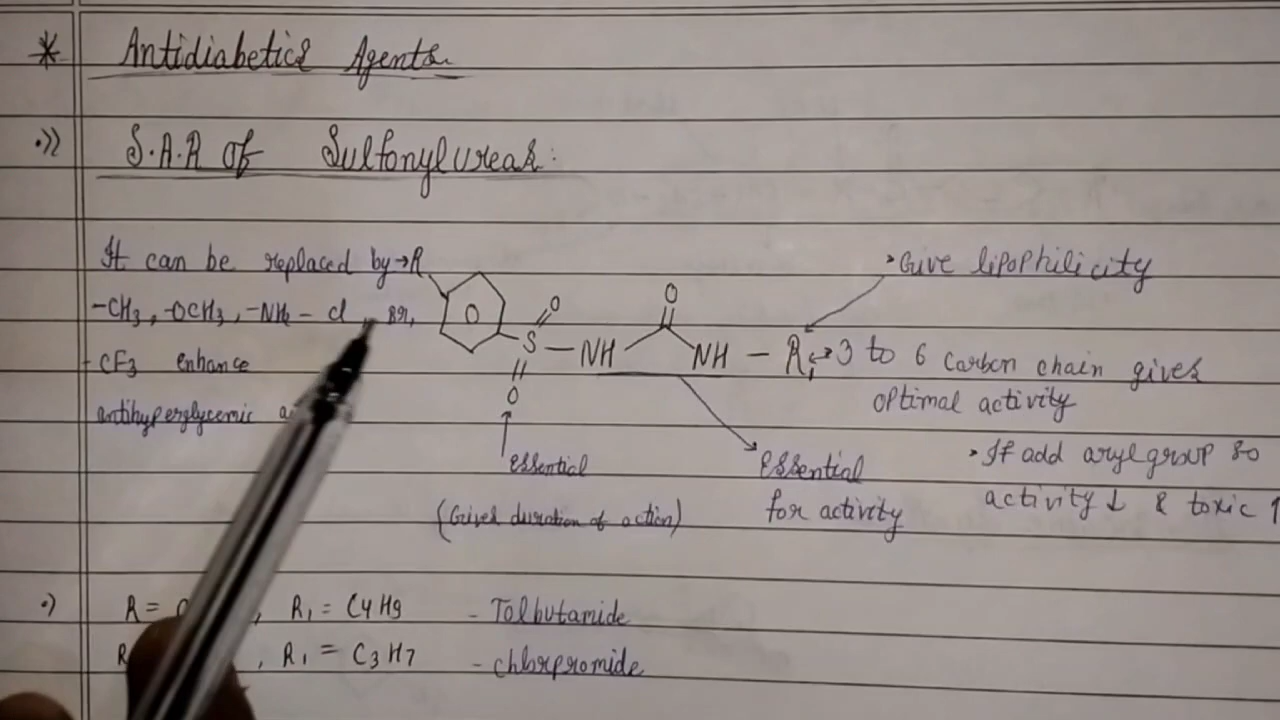 * Antidiabetics Agents
·)) S.A.R of Sulfonylureas:
It can be replaced by → R
-CH3, -OCH3, -NH2 - Cl, Br,
- CF3 enhance
antihyperglycemic
O
O
S - NH
O
NH - R1
O
• Give lipophilicity
↔ 3 to 6 carbon chain gives
optimal activity
• If add aryl group so
activity ↓ & toxic ↑
Essential
(Gives duration of action)
Essential
for activity
·) R = , R1 = C4H9 - Tolbutamide
R , R1 = C3H7 - chlorpromide